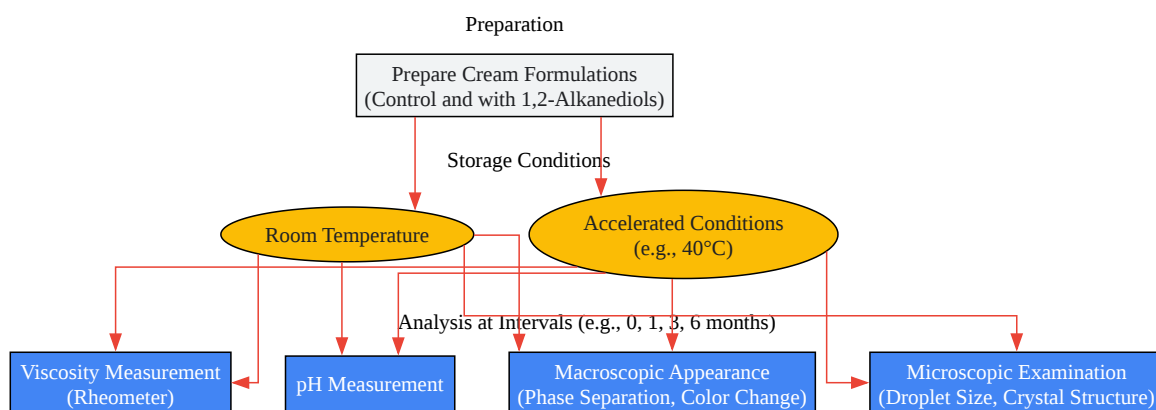 Preparation
Prepare Cream Formulations
(Control and with 1,2-Alkanediols)
Storage Conditions
Room Temperature
Accelerated Conditions
(e.g., 40°C)
Analysis at Intervals (e.g., 0, 1, 3, 6 months)
Viscosity Measurement
(Rheometer)
pH Measurement
Macroscopic Appearance
(Phase Separation, Color Change)
Microscopic Examination
(Droplet Size, Crystal Structure)